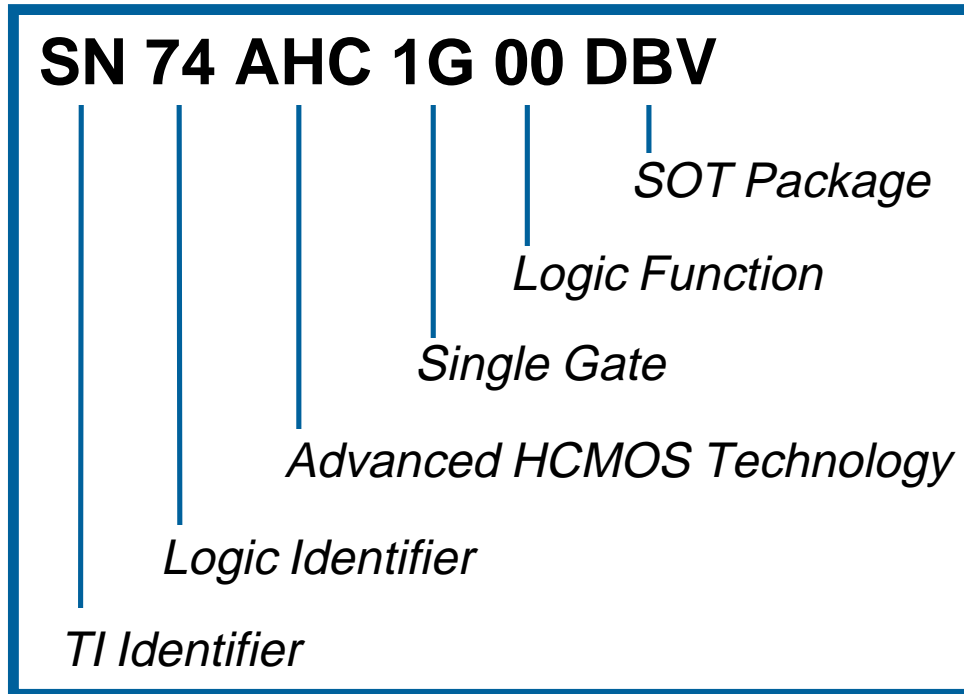 SN 74 AHC 1G 00 DBV
SOT Package
Logic Function
Single Gate
Advanced HCMOS Technology
Logic Identifier
TI Identifier